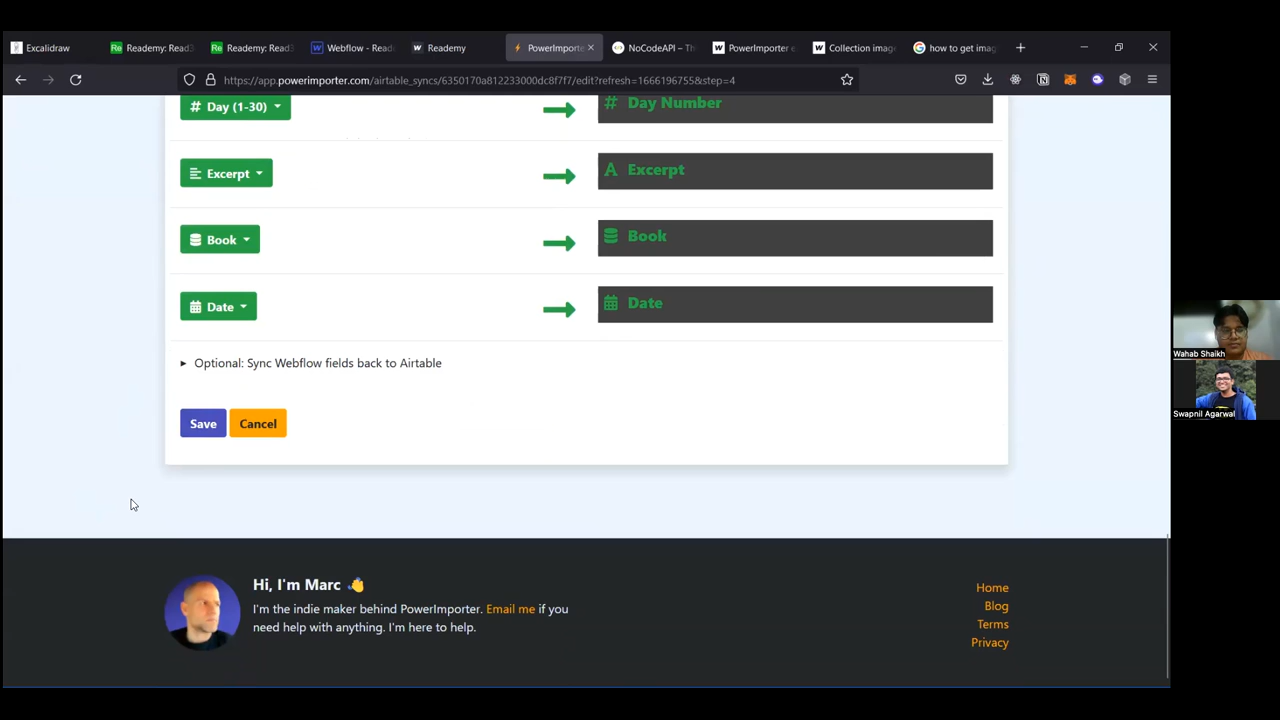 Excalidraw
Reademy: Read3
Reademy: Read3
Webflow - Read
Reademy
PowerImporte
NoCodeAPI – Th
PowerImporter e
Collection imag
how to get imag
https://app.powerimporter.com/airtable_syncs/6350170a812233000dc8f7f7/edit?refresh=1666196755&step=4
Day (1-30)
Day Number
Excerpt
Excerpt
Book
Book
Date
Date
Optional: Sync Webflow fields back to Airtable
Save
Cancel
Hi, I'm Marc 👋
I'm the indie maker behind PowerImporter. Email me if you
need help with anything. I'm here to help.
Home
Blog
Terms
Privacy
Wahab Shaikh
Swapnil Agarwal